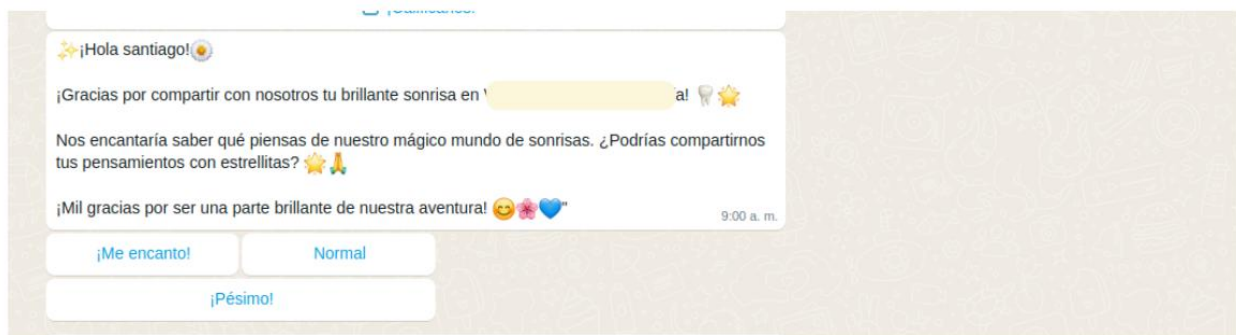 ✨¡Hola santiago!🌼
¡Gracias por compartir con nosotros tu brillante sonrisa en a! 🦷🌟
Nos encantaría saber qué piensas de nuestro mágico mundo de sonrisas. ¿Podrías compartirnos
tus pensamientos con estrellitas? 🌟🙏
¡Mil gracias por ser una parte brillante de nuestra aventura! 😊🌸💙"
9:00 a. m.
¡Me encanto!
Normal
¡Pésimo!